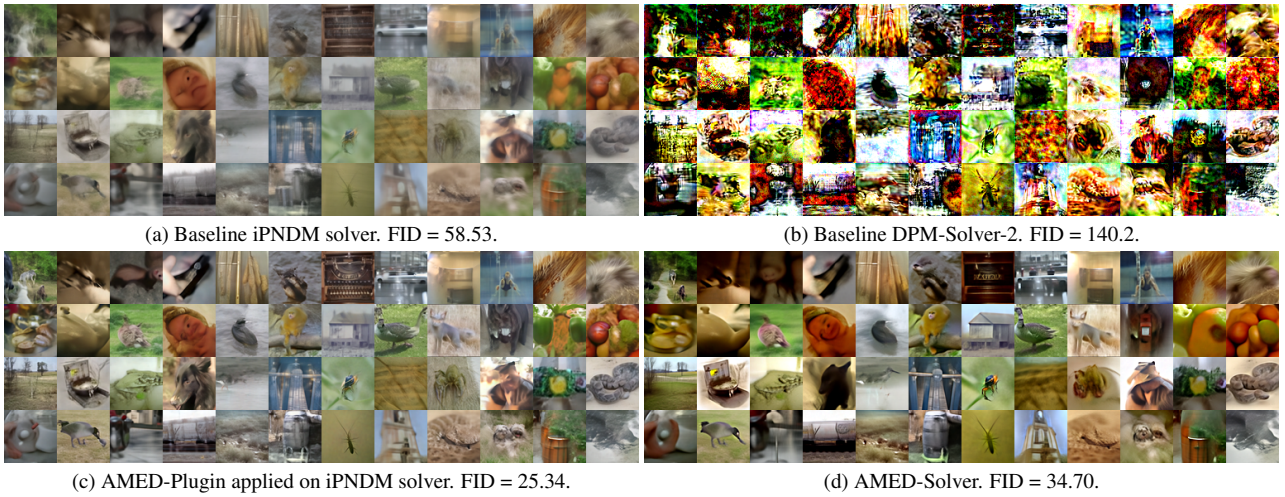 (a) Baseline iPNDM solver. FID = 58.53.
(b) Baseline DPM-Solver-2. FID = 140.2.
(c) AMED-Plugin applied on iPNDM solver. FID = 25.34.
(d) AMED-Solver. FID = 34.70.